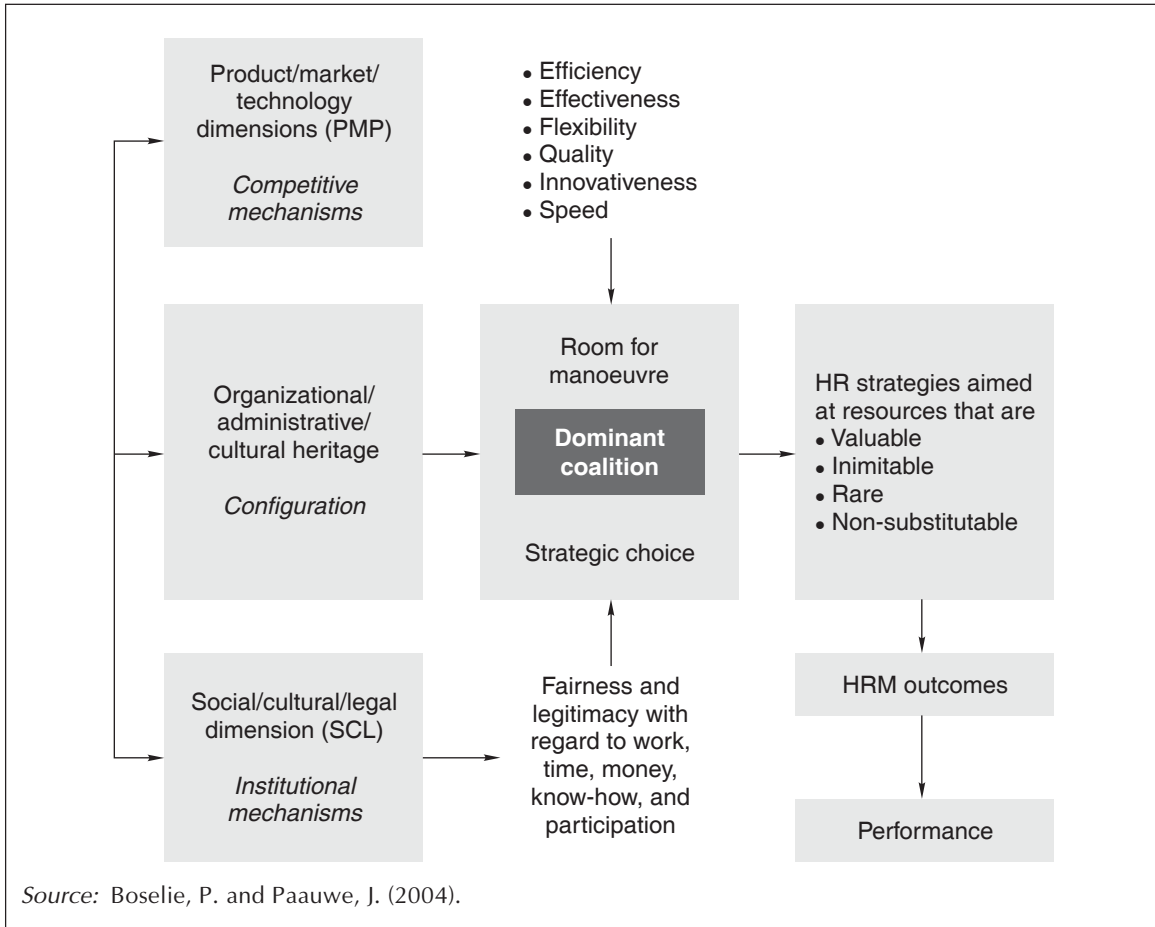 Product/market/
technology
dimensions (PMP)
Competitive
mechanisms
• Efficiency
• Effectiveness
• Flexibility
• Quality
• Innovativeness
• Speed
Organizational/
administrative/
cultural heritage
Configuration
Room for
manoeuvre
Dominant
coalition
Strategic choice
HR strategies aimed
at resources that are
• Valuable
• Inimitable
• Rare
• Non-substitutable
Social/cultural/legal
dimension (SCL)
Institutional
mechanisms
Fairness and
legitimacy with
regard to work,
time, money,
know-how, and
participation
HRM outcomes
Performance
Source: Boselie, P. and Paauwe, J. (2004).